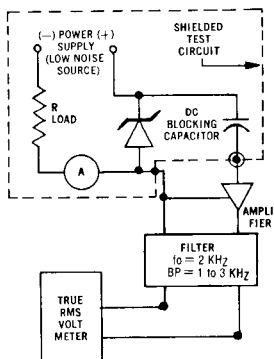 (−) POWER (+)
SUPPLY
(LOW NOISE
SOURCE)
SHIELDED
TEST
CIRCUIT
R
LOAD
DC
BLOCKING
CAPACITOR
A
AMPLI
FIER
FILTER
fo = 2 KHz
BP = 1 to 3 KHz
TRUE
RMS
VOLT
METER